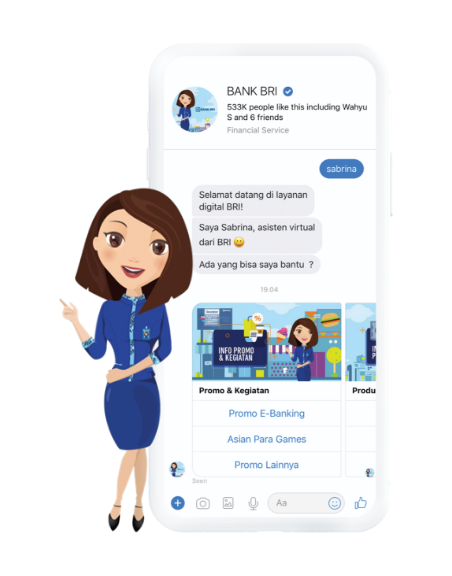 BANK BRI
533K people like this including Wahyu
S and 6 friends
Financial Service
sabrina
Selamat datang di layanan
digital BRI!
Saya Sabrina, asisten virtual
dari BRI 😀
Ada yang bisa saya bantu ?
19.04
INFO PROMO
& KEGIATAN
Promo & Kegiatan
Produ
Promo E-Banking
Asian Para Games
Promo Lainnya
Seen
Aa